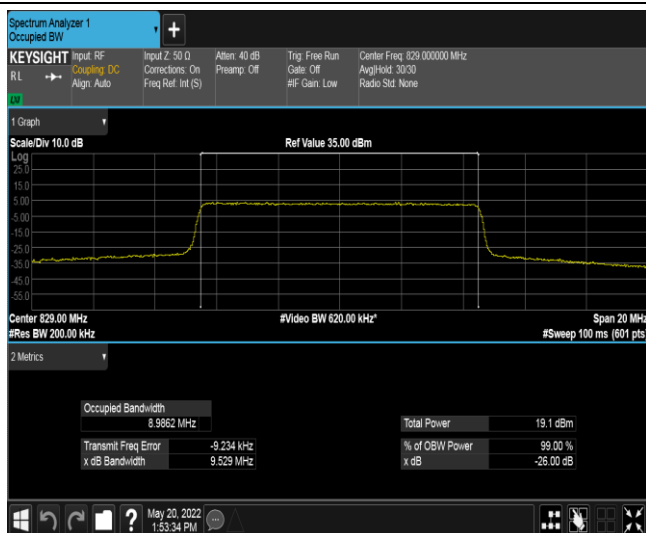 Spectrum Analyzer 1
Occupied BW
+
KEYSIGHT
RL
Input: RF
Coupling: DC
Align: Auto
Input Z: 50 Ω
Corrections: On
Freq Ref: Int (S)
Atten: 40 dB
Preamp: Off
Trig: Free Run
Gate: Off
#IF Gain: Low
Center Freq: 829.000000 MHz
Avg|Hold: 30/30
Radio Std: None
1 Graph
Scale/Div 10.0 dB
Ref Value 35.00 dBm
Log
25.0
15.0
5.00
-5.00
-15.0
-25.0
-35.0
-45.0
-55.0
Center 829.00 MHz
#Video BW 620.00 kHz*
Span 20 MHz
#Res BW 200.00 kHz
#Sweep 100 ms (601 pts)
2 Metrics
Occupied Bandwidth
8.9862 MHz
Total Power 19.1 dBm
Transmit Freq Error -9.234 kHz
% of OBW Power 99.00 %
x dB Bandwidth 9.529 MHz
x dB -26.00 dB
?
May 20, 2022
1:53:34 PM